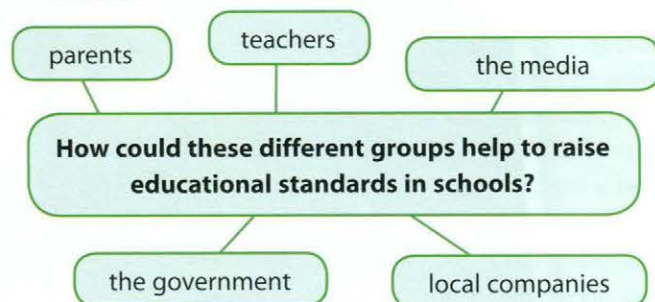 parents
teachers
the media
How could these different groups help to raise
educational standards in schools?
the government
local companies